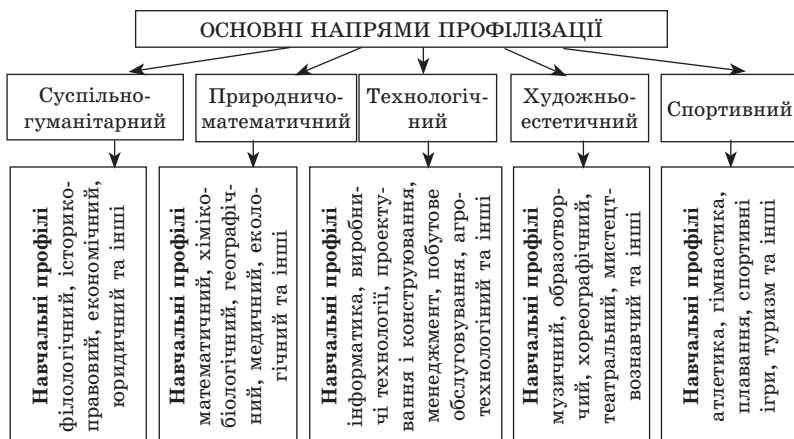 ОСНОВНІ НАПРЯМИ ПРОФІЛІЗАЦІЇ
Суспільно-
гуманітарний
Природничо-
математичний
Технологіч-
ний
Художньо-
естетичний
Спортивний
Навчальні профілі
філологічний, історико-
правовий, економічний,
юридичний та інші
Навчальні профілі
математичний, хіміко-
біологічний, географіч-
ний, медичний, еколо-
гічний та інші
Навчальні профілі
інформатика, виробни-
чі технології, проекту-
вання і конструювання,
менеджмент, побутове
обслуговування, агро-
технологіний та інші
Навчальні профілі
музичний, образотвор-
чий, хореографічний,
театральний, мистецт-
вознавчий та інші
Навчальні профілі
атлетика, гімнастика,
плавання, спортивні
ігри, туризм та інші